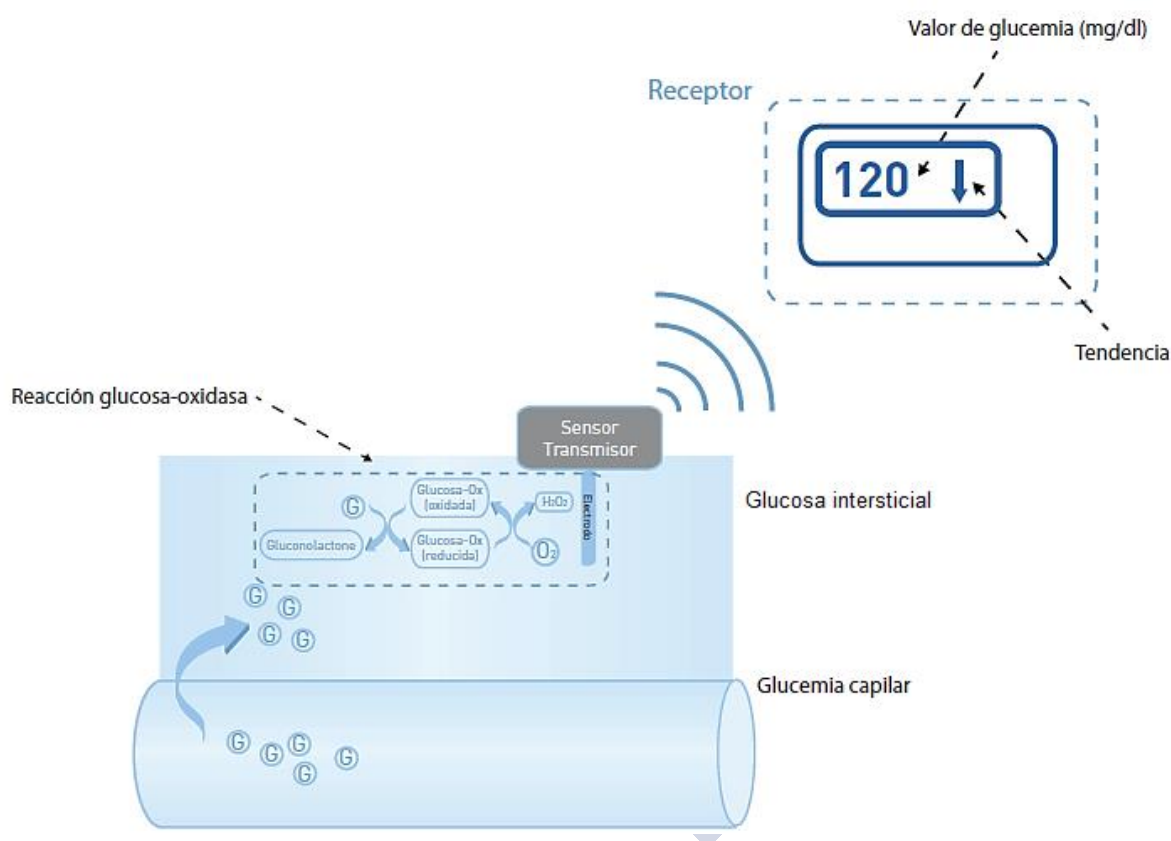 Valor de glucemia (mg/dl)
Receptor
120
Tendencia
Reacción glucosa-oxidasa
Sensor
Transmisor
Glucosa intersticial
G
Glucosa-Ox
(oxidada)
H₂O₂
Electrodo
Gluconolactone
Glucosa-Ox
(reducida)
O₂
G
G
G
G
Glucemia capilar
G
G
G
G
G